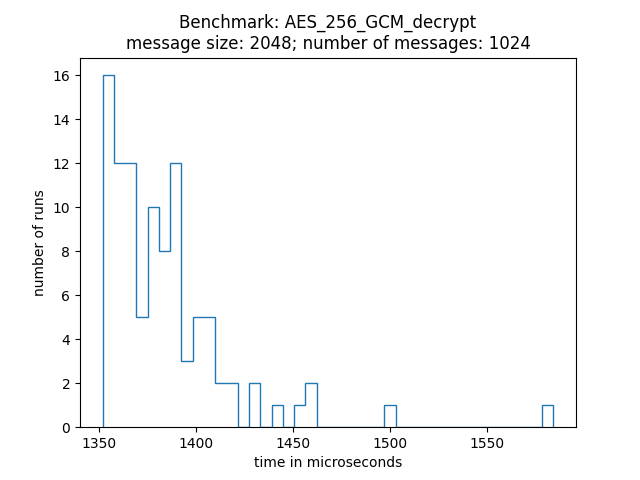 Benchmark: AES_256_GCM_decrypt
message size: 2048; number of messages: 1024
16
14
12
10
8
6
4
2
0
number of runs
1350 1400 1450 1500 1550
time in microseconds